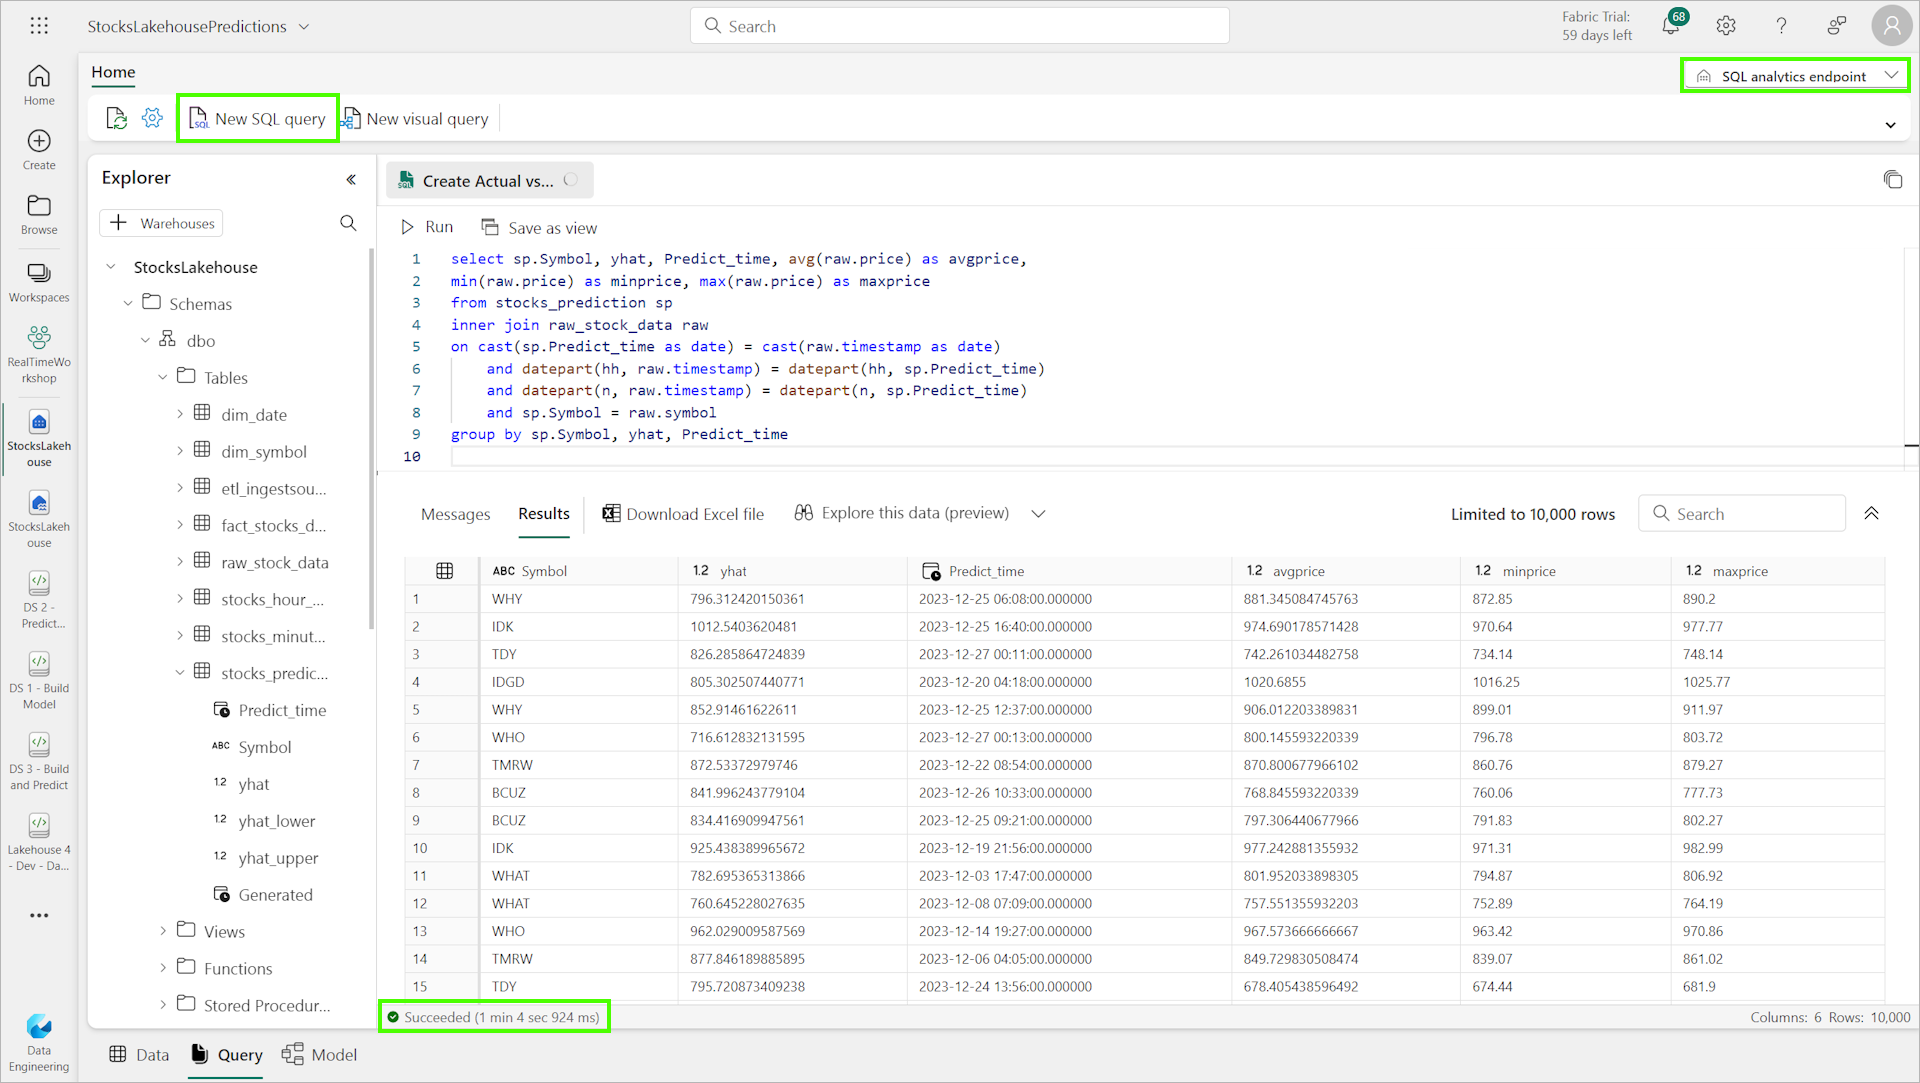 StocksLakehousePredictions
Search
Fabric Trial:
59 days left
68
Home
SQL analytics endpoint
New SQL query
New visual query
Home
Create
Browse
Workspaces
RealTimeWo
rkshop
StocksLakeh
ouse
StocksLakeh
ouse
DS 2 -
Predict...
DS 1 - Build
Model
DS 3 - Build
and Predict
Lakehouse 4
- Dev - Da...
Data
Engineering
Explorer
Warehouses
StocksLakehouse
Schemas
dbo
Tables
dim_date
dim_symbol
etl_ingestsou...
fact_stocks_d...
raw_stock_data
stocks_hour_...
stocks_minut...
stocks_predic...
Predict_time
ABC Symbol
1.2 yhat
1.2 yhat_lower
1.2 yhat_upper
Generated
Views
Functions
Stored Procedur...
Create Actual vs...
Run
Save as view
1 select sp.Symbol, yhat, Predict_time, avg(raw.price) as avgprice,
2 min(raw.price) as minprice, max(raw.price) as maxprice
3 from stocks_prediction sp
4 inner join raw_stock_data raw
5 on cast(sp.Predict_time as date) = cast(raw.timestamp as date)
6 and datepart(hh, raw.timestamp) = datepart(hh, sp.Predict_time)
7 and datepart(n, raw.timestamp) = datepart(n, sp.Predict_time)
8 and sp.Symbol = raw.symbol
9 group by sp.Symbol, yhat, Predict_time
10
Messages Results Download Excel file Explore this data (preview) Limited to 10,000 rows Search
ABC Symbol 1.2 yhat Predict_time 1.2 avgprice 1.2 minprice 1.2 maxprice
1 WHY 796.312420150361 2023-12-25 06:08:00.000000 881.345084745763 872.85 890.2
2 IDK 1012.5403620481 2023-12-25 16:40:00.000000 974.690178571428 970.64 977.77
3 TDY 826.285864724839 2023-12-27 00:11:00.000000 742.261034482758 734.14 748.14
4 IDGD 805.302507440771 2023-12-20 04:18:00.000000 1020.6855 1016.25 1025.77
5 WHY 852.91461622611 2023-12-25 12:37:00.000000 906.012203389831 899.01 911.97
6 WHO 716.612832131595 2023-12-27 00:13:00.000000 800.145593220339 796.78 803.72
7 TMRW 872.53372979746 2023-12-22 08:54:00.000000 870.800677966102 860.76 879.27
8 BCUZ 841.996243779104 2023-12-26 10:33:00.000000 768.845593220339 760.06 777.73
9 BCUZ 834.416909947561 2023-12-25 09:21:00.000000 797.306440677966 791.83 802.27
10 IDK 925.438389965672 2023-12-19 21:56:00.000000 977.242881355932 971.31 982.99
11 WHAT 782.695365313866 2023-12-03 17:47:00.000000 801.952033898305 794.87 806.92
12 WHAT 760.645228027635 2023-12-08 07:09:00.000000 757.551355932203 752.89 764.19
13 WHO 962.029009587569 2023-12-14 19:27:00.000000 967.573666666667 963.42 970.86
14 TMRW 877.846189885895 2023-12-06 04:05:00.000000 849.729830508474 839.07 861.02
15 TDY 795.720873409238 2023-12-24 13:56:00.000000 678.405438596492 674.44 681.9
Succeeded (1 min 4 sec 924 ms)
Columns: 6 Rows: 10,000
Data Query Model